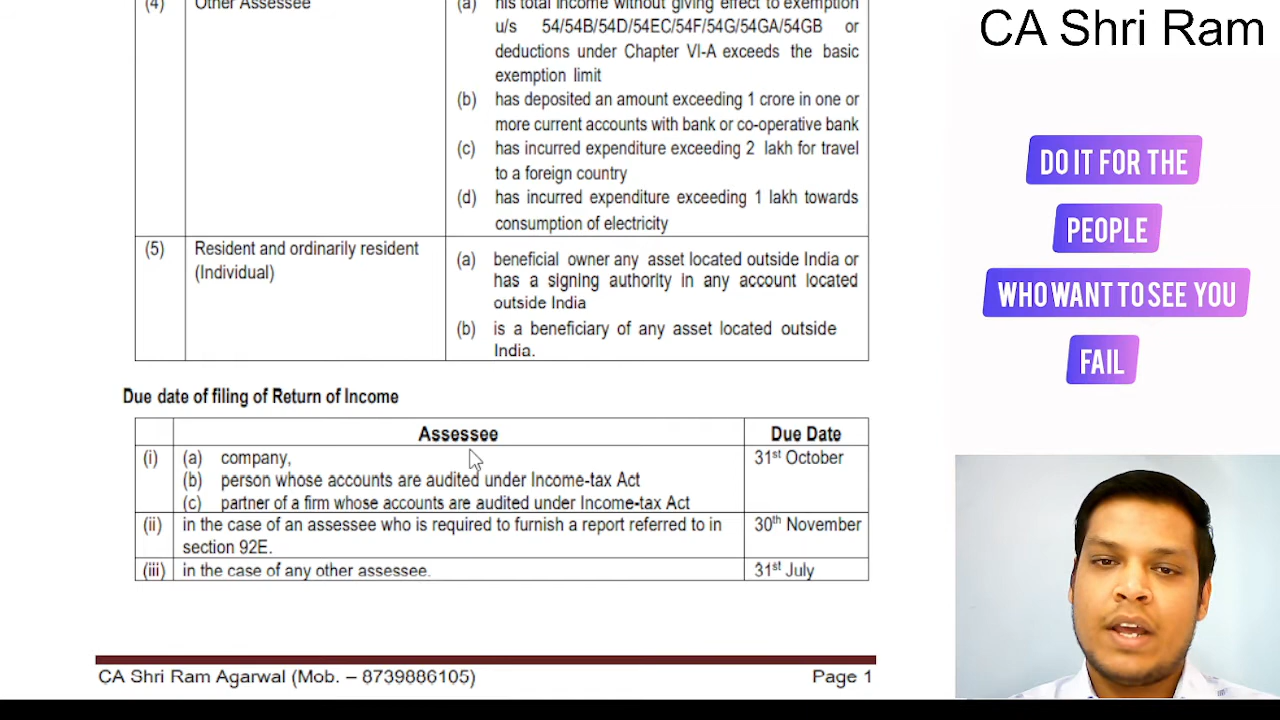 (4) Other Assessee (a) his total income without giving effect to exemption
u/s 54/54B/54D/54EC/54F/54G/54GA/54GB or
deductions under Chapter VI-A exceeds the basic
exemption limit
(b) has deposited an amount exceeding 1 crore in one or
more current accounts with bank or co-operative bank
(c) has incurred expenditure exceeding 2 lakh for travel
to a foreign country
(d) has incurred expenditure exceeding 1 lakh towards
consumption of electricity
(5) Resident and ordinarily resident
(Individual)
(a) beneficial owner any asset located outside India or
has a signing authority in any account located
outside India
(b) is a beneficiary of any asset located outside
India.
Due date of filing of Return of Income
Assessee Due Date
(i) (a) company, 31st October
(b) person whose accounts are audited under Income-tax Act
(c) partner of a firm whose accounts are audited under Income-tax Act
(ii) in the case of an assessee who is required to furnish a report referred to in 30th November
section 92E.
(iii) in the case of any other assessee. 31st July
CA Shri Ram Agarwal (Mob. – 8739886105) Page 1
CA Shri Ram
DO IT FOR THE
PEOPLE
WHO WANT TO SEE YOU
FAIL